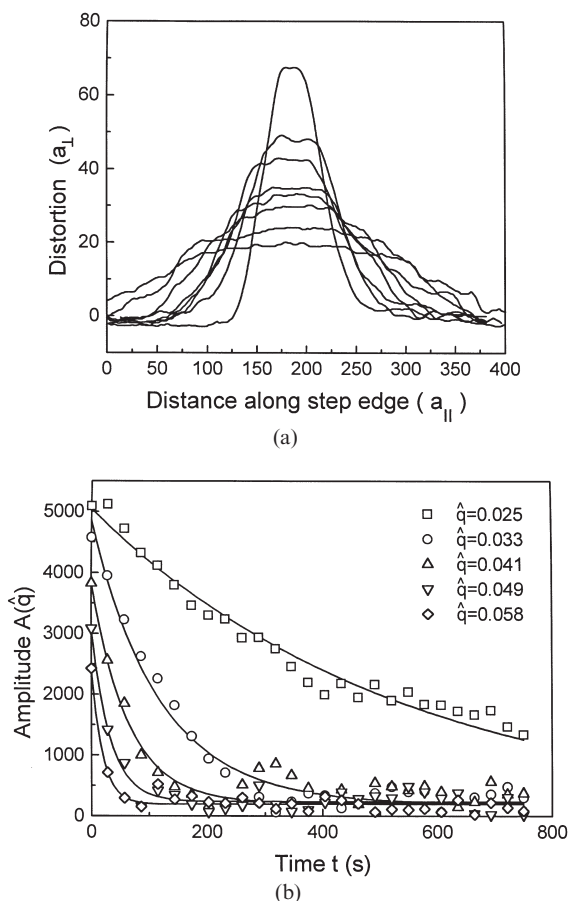 80
60
40
20
0
Distortion (a⊥)
0 50 100 150 200 250 300 350 400
Distance along step edge ( a||)
(a)
5000
4000
3000
2000
1000
0
Amplitude A(q̂)
q̂=0.025
q̂=0.033
q̂=0.041
q̂=0.049
q̂=0.058
0 200 400 600 800
Time t (s)
(b)